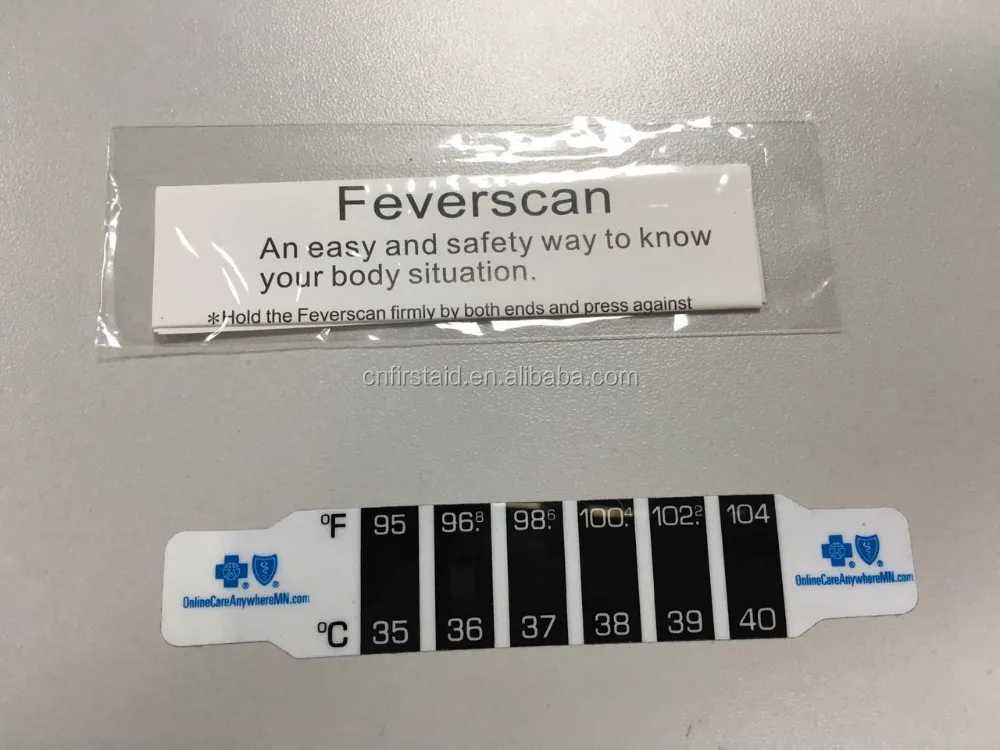 Feverscan
An easy and safety way to know
your body situation.
*Hold the Feverscan firmly by both ends and press against
cnfirstaid.en.alibaba.com
°F 95 96.8 98.6 100.4 102.2 104
OnlineCareAnywhereMN.com
OnlineCareAnywhereMN.com
°C 35 36 37 38 39 40